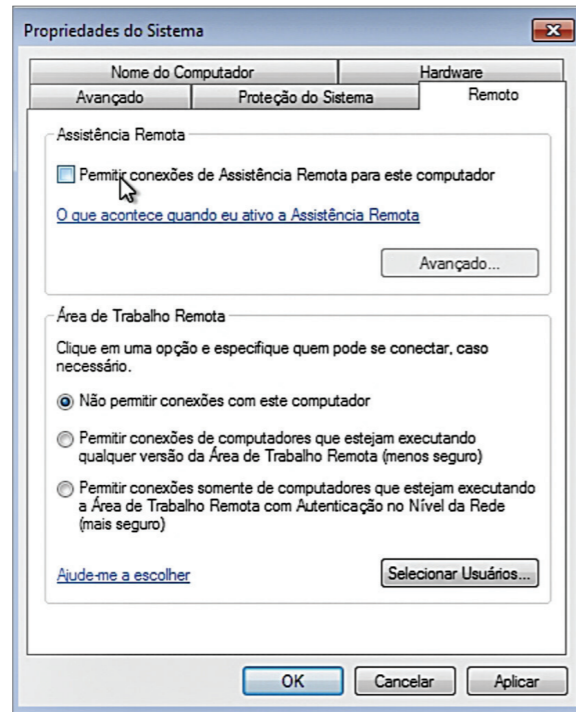 Propriedades do Sistema
Nome do Computador
Hardware
Avançado
Proteção do Sistema
Remoto
Assistência Remota
Permitir conexões de Assistência Remota para este computador
O que acontece quando eu ativo a Assistência Remota
Avançado...
Área de Trabalho Remota
Clique em uma opção e especifique quem pode se conectar, caso
necessário.
Não permitir conexões com este computador
Permitir conexões de computadores que estejam executando
qualquer versão da Área de Trabalho Remota (menos seguro)
Permitir conexões somente de computadores que estejam executando
a Área de Trabalho Remota com Autenticação no Nível da Rede
(mais seguro)
Ajude-me a escolher
Selecionar Usuários...
OK
Cancelar
Aplicar